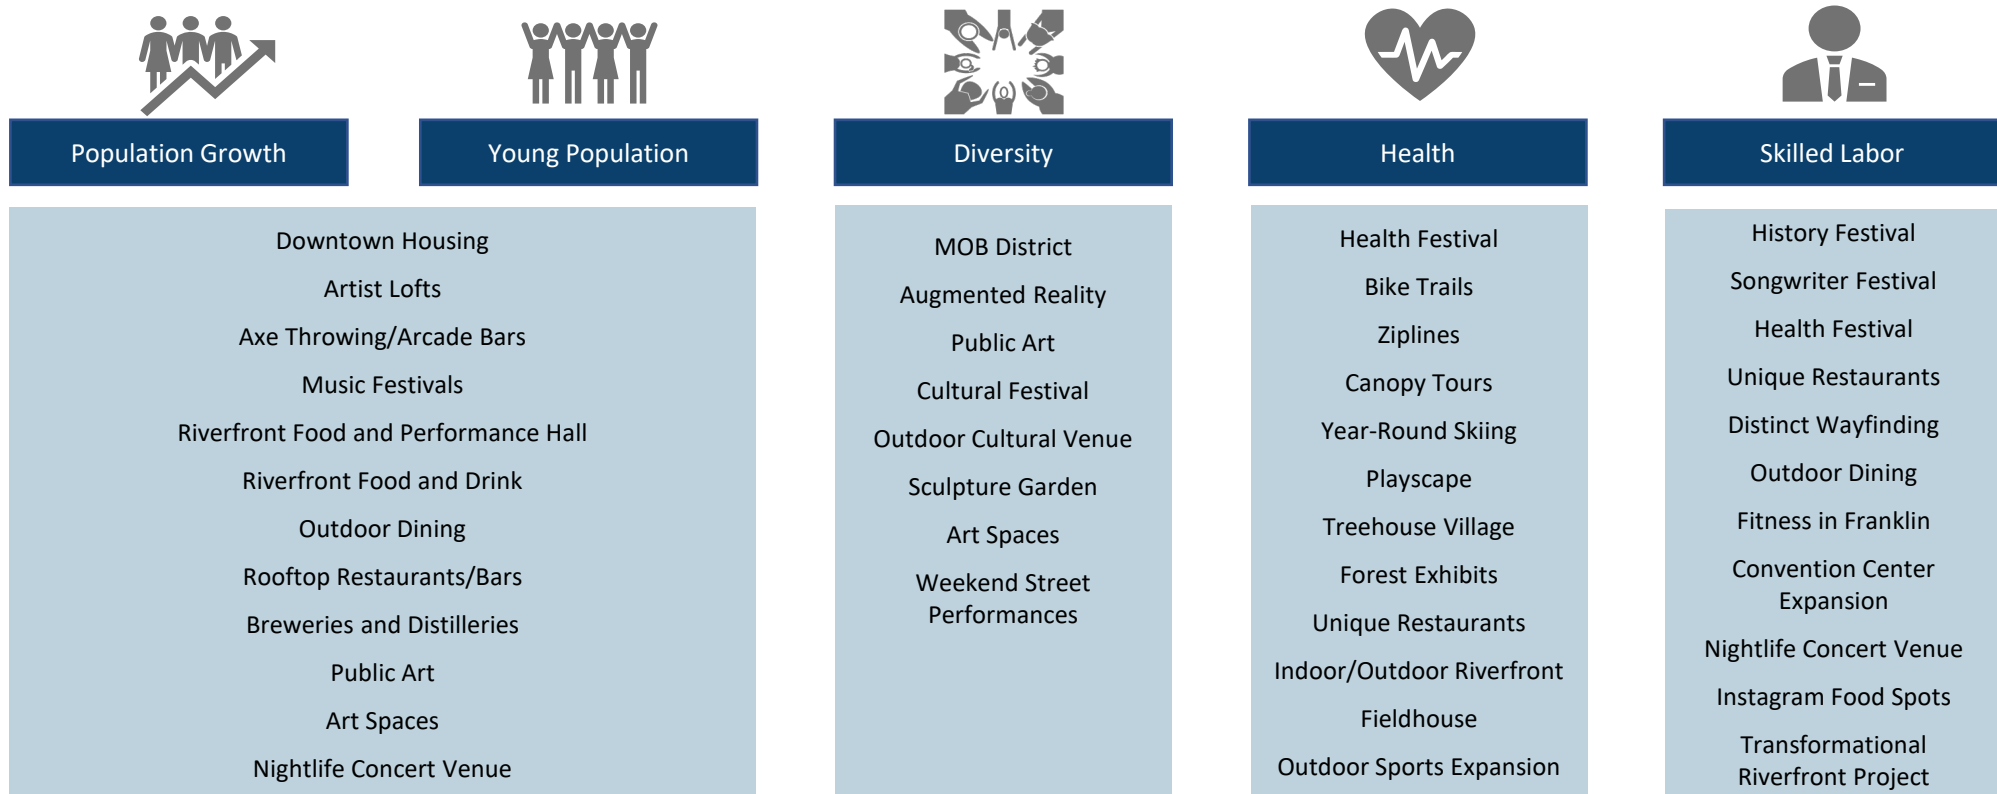 Population Growth
Young Population
Downtown Housing
Artist Lofts
Axe Throwing/Arcade Bars
Music Festivals
Riverfront Food and Performance Hall
Riverfront Food and Drink
Outdoor Dining
Rooftop Restaurants/Bars
Breweries and Distilleries
Public Art
Art Spaces
Nightlife Concert Venue
Diversity
MOB District
Augmented Reality
Public Art
Cultural Festival
Outdoor Cultural Venue
Sculpture Garden
Art Spaces
Weekend Street
Performances
Health
Health Festival
Bike Trails
Ziplines
Canopy Tours
Year-Round Skiing
Playscape
Treehouse Village
Forest Exhibits
Unique Restaurants
Indoor/Outdoor Riverfront
Fieldhouse
Outdoor Sports Expansion
Skilled Labor
History Festival
Songwriter Festival
Health Festival
Unique Restaurants
Distinct Wayfinding
Outdoor Dining
Fitness in Franklin
Convention Center
Expansion
Nightlife Concert Venue
Instagram Food Spots
Transformational
Riverfront Project